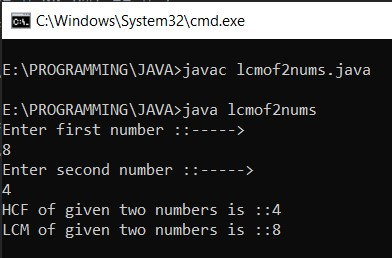 C:\Windows\System32\cmd.exe
E:\PROGRAMMING\JAVA>javac lcmof2nums.java
E:\PROGRAMMING\JAVA>java lcmof2nums
Enter first number ::----->
8
Enter second number ::----->
4
HCF of given two numbers is ::4
LCM of given two numbers is ::8